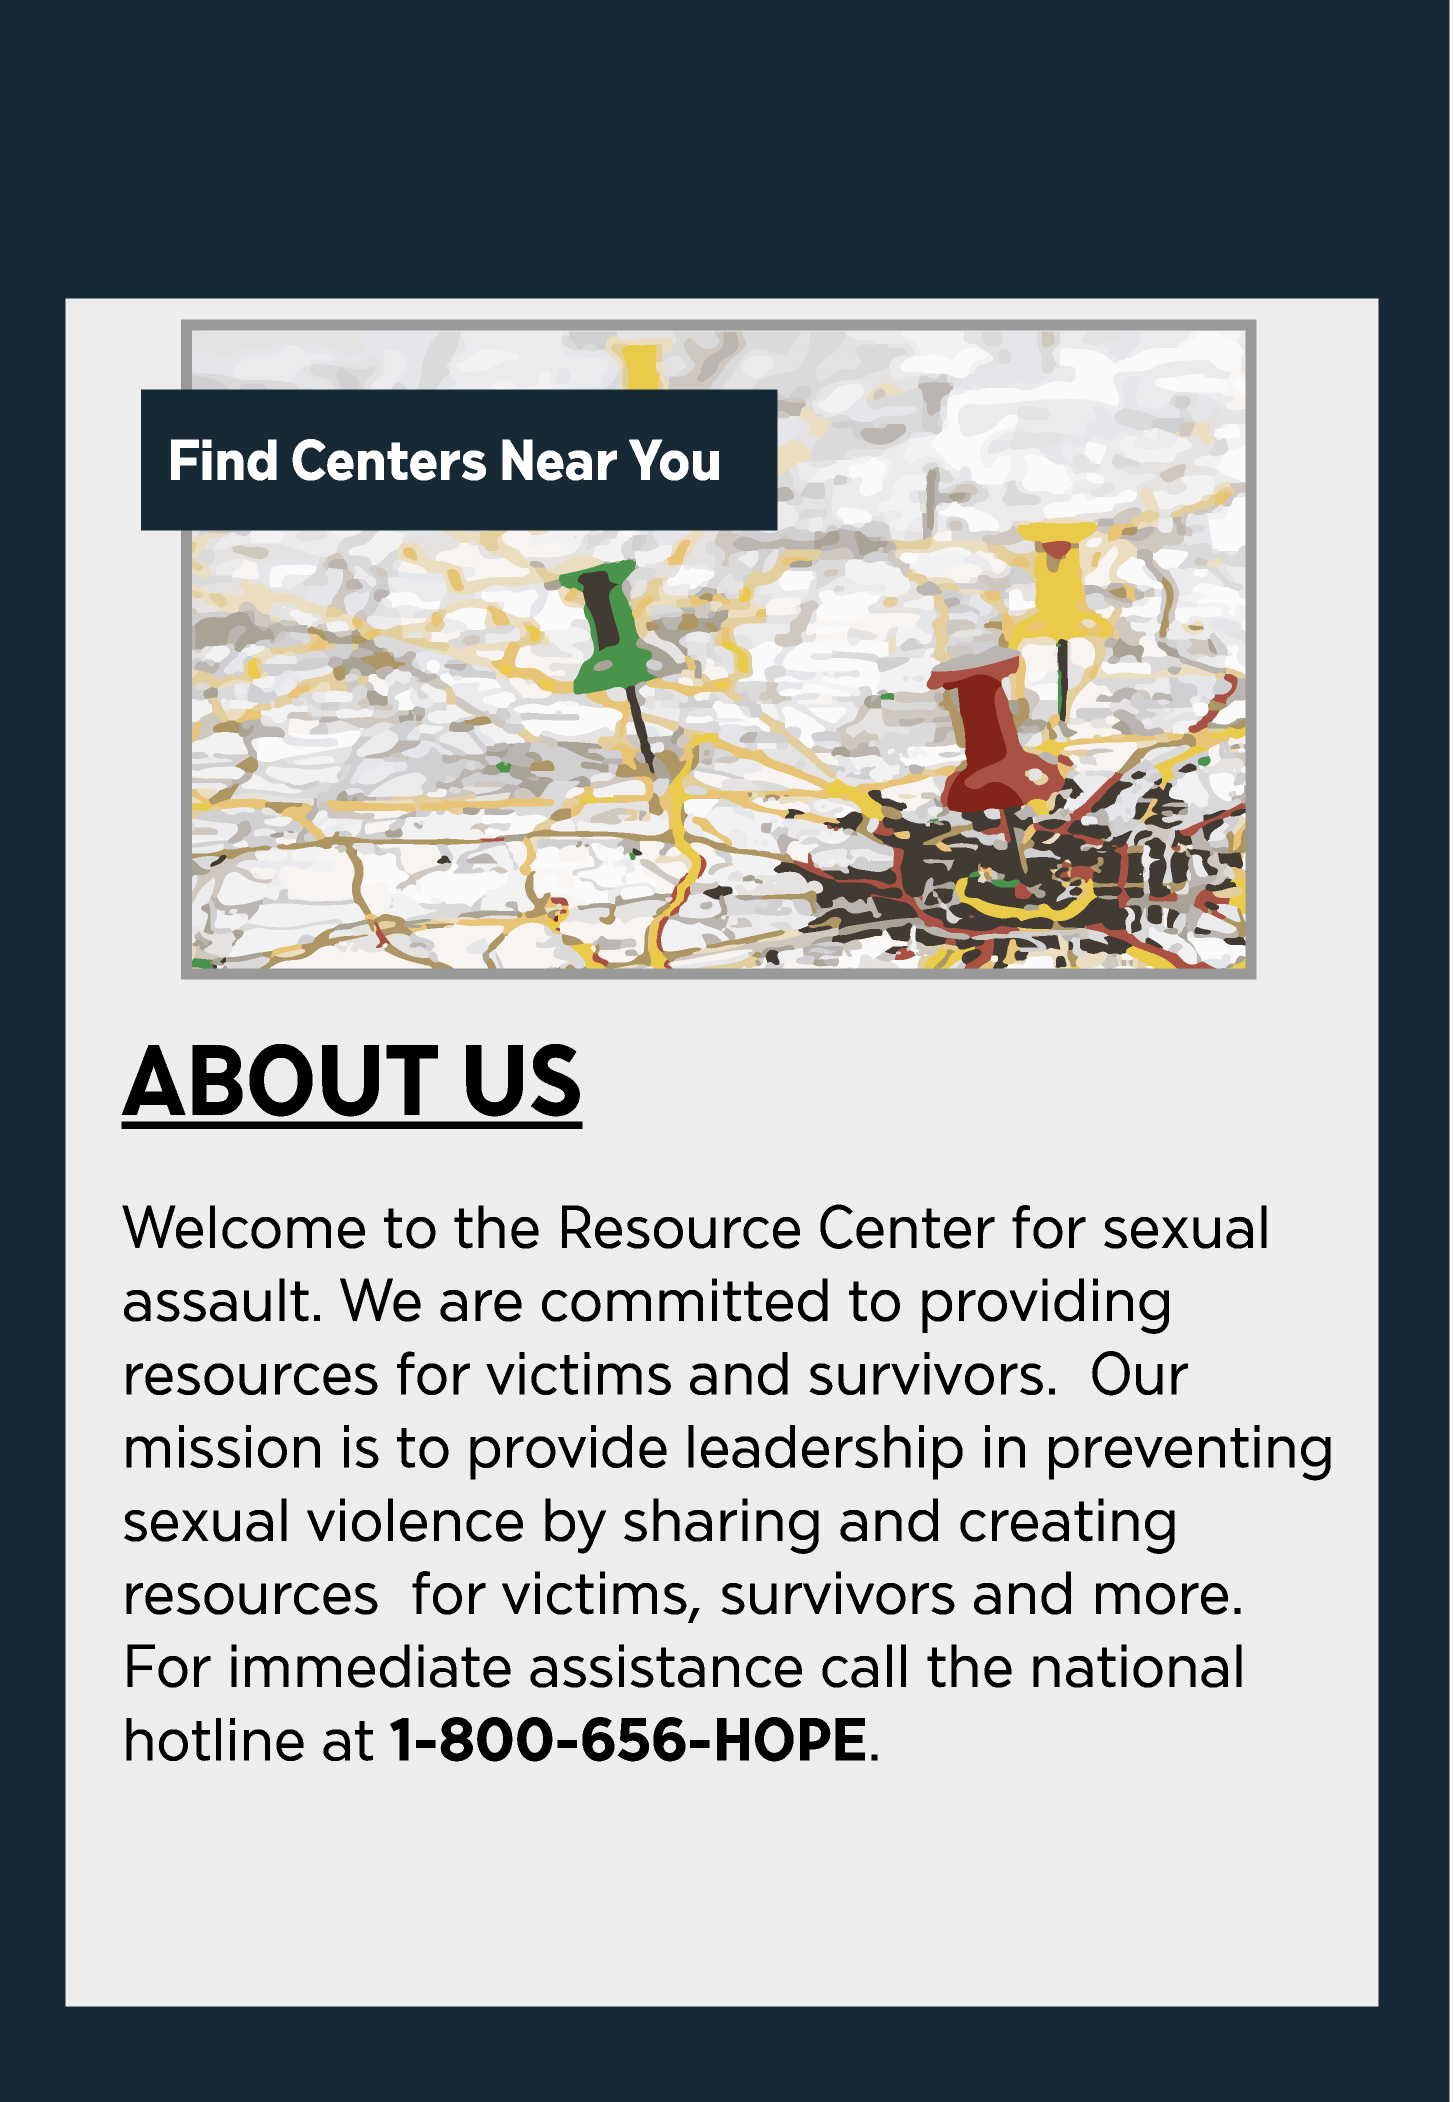 Find Centers Near You
ABOUT US
Welcome to the Resource Center for sexual
assault. We are committed to providing
resources for victims and survivors.  Our
mission is to provide leadership in preventing
sexual violence by sharing and creating
resources  for victims, survivors and more.
For immediate assistance call the national
hotline at 1-800-656-HOPE.